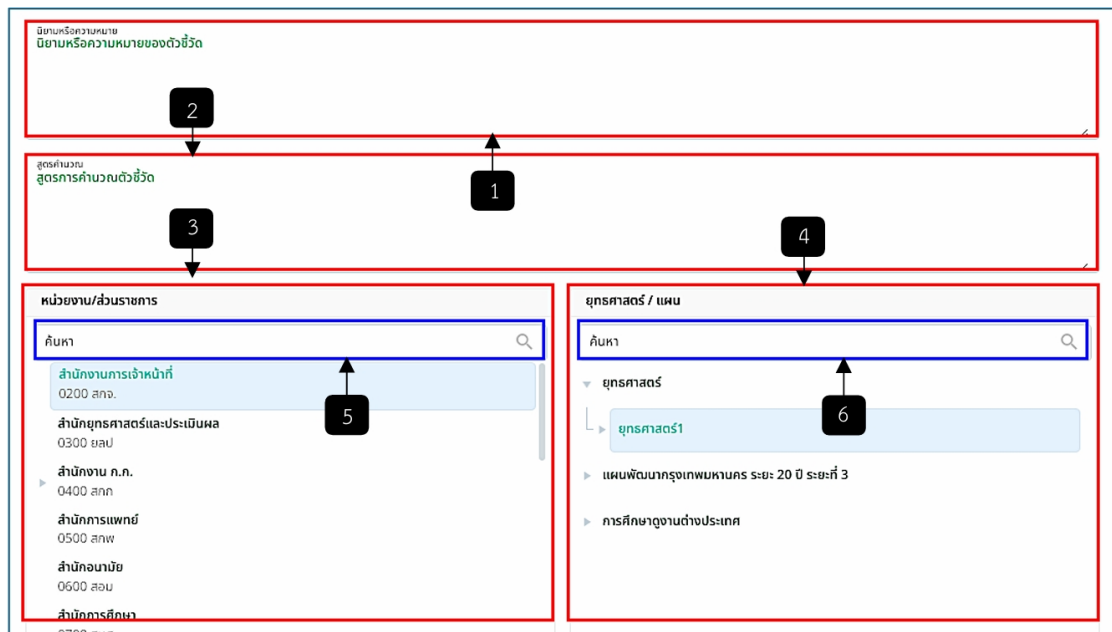 นิยามหรือความหมาย
นิยามหรือความหมายของตัวชี้วัด
2
1
สูตรคำนวณ
สูตรการคำนวณตัวชี้วัด
3
4
หน่วยงาน/ส่วนราชการ
ค้นหา
สำนักงานการเจ้าหน้าที่
0200 สกจ.
5
สำนักยุทธศาสตร์และประเมินผล
0300 ยสป
สำนักงาน ก.ก.
0400 สกก
สำนักการแพทย์
0500 สกพ
สำนักอนามัย
0600 สอน
สำนักการศึกษา
ยุทธศาสตร์ / แผน
ค้นหา
ยุทธศาสตร์
6
ยุทธศาสตร์1
แผนพัฒนากรุงเทพมหานคร ระยะ 20 ปี ระยะที่ 3
การศึกษาดูงานต่างประเทศ